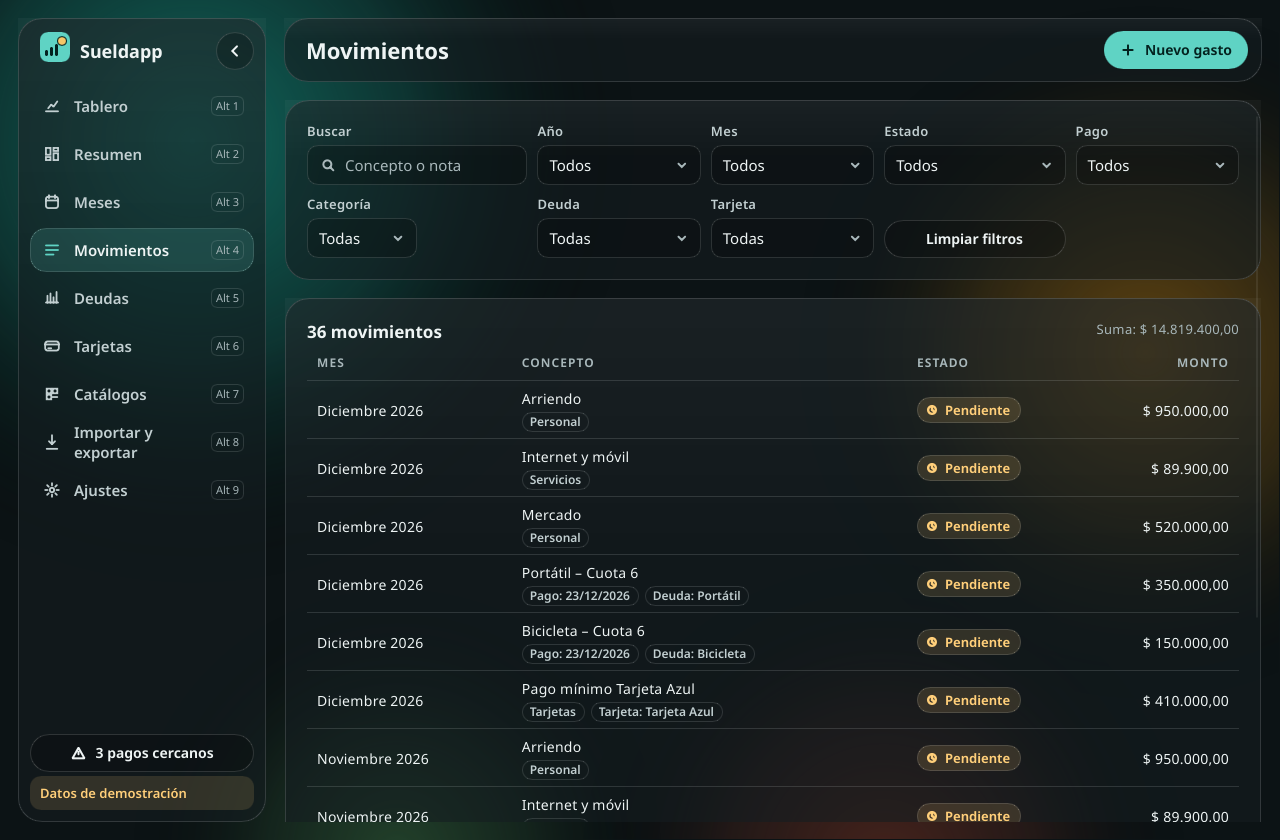 Sueldapp
Tablero Alt 1
Resumen Alt 2
Meses Alt 3
Movimientos Alt 4
Deudas Alt 5
Tarjetas Alt 6
Catálogos Alt 7
Importar y
exportar Alt 8
Ajustes Alt 9
3 pagos cercanos
Datos de demostración
Movimientos
Nuevo gasto
Buscar Año Mes Estado Pago
Concepto o nota Todos Todos Todos Todos
Categoría Deuda Tarjeta
Todas Todas Todas Limpiar filtros
36 movimientos Suma: $ 14.819.400,00
MES CONCEPTO ESTADO MONTO
Diciembre 2026 Arriendo Pendiente $ 950.000,00
Personal
Diciembre 2026 Internet y móvil Pendiente $ 89.900,00
Servicios
Diciembre 2026 Mercado Pendiente $ 520.000,00
Personal
Diciembre 2026 Portátil – Cuota 6 Pendiente $ 350.000,00
Pago: 23/12/2026 Deuda: Portátil
Diciembre 2026 Bicicleta – Cuota 6 Pendiente $ 150.000,00
Pago: 23/12/2026 Deuda: Bicicleta
Diciembre 2026 Pago mínimo Tarjeta Azul Pendiente $ 410.000,00
Tarjetas Tarjeta: Tarjeta Azul
Noviembre 2026 Arriendo Pendiente $ 950.000,00
Personal
Noviembre 2026 Internet y móvil Pendiente $ 89.900,00